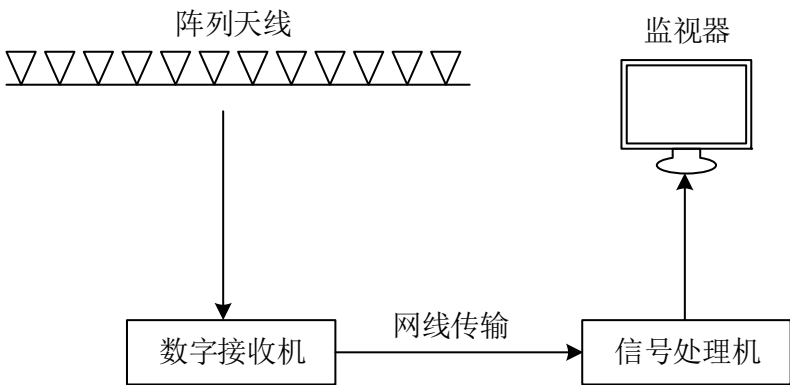 阵列天线
监视器
网线传输
数字接收机
信号处理机